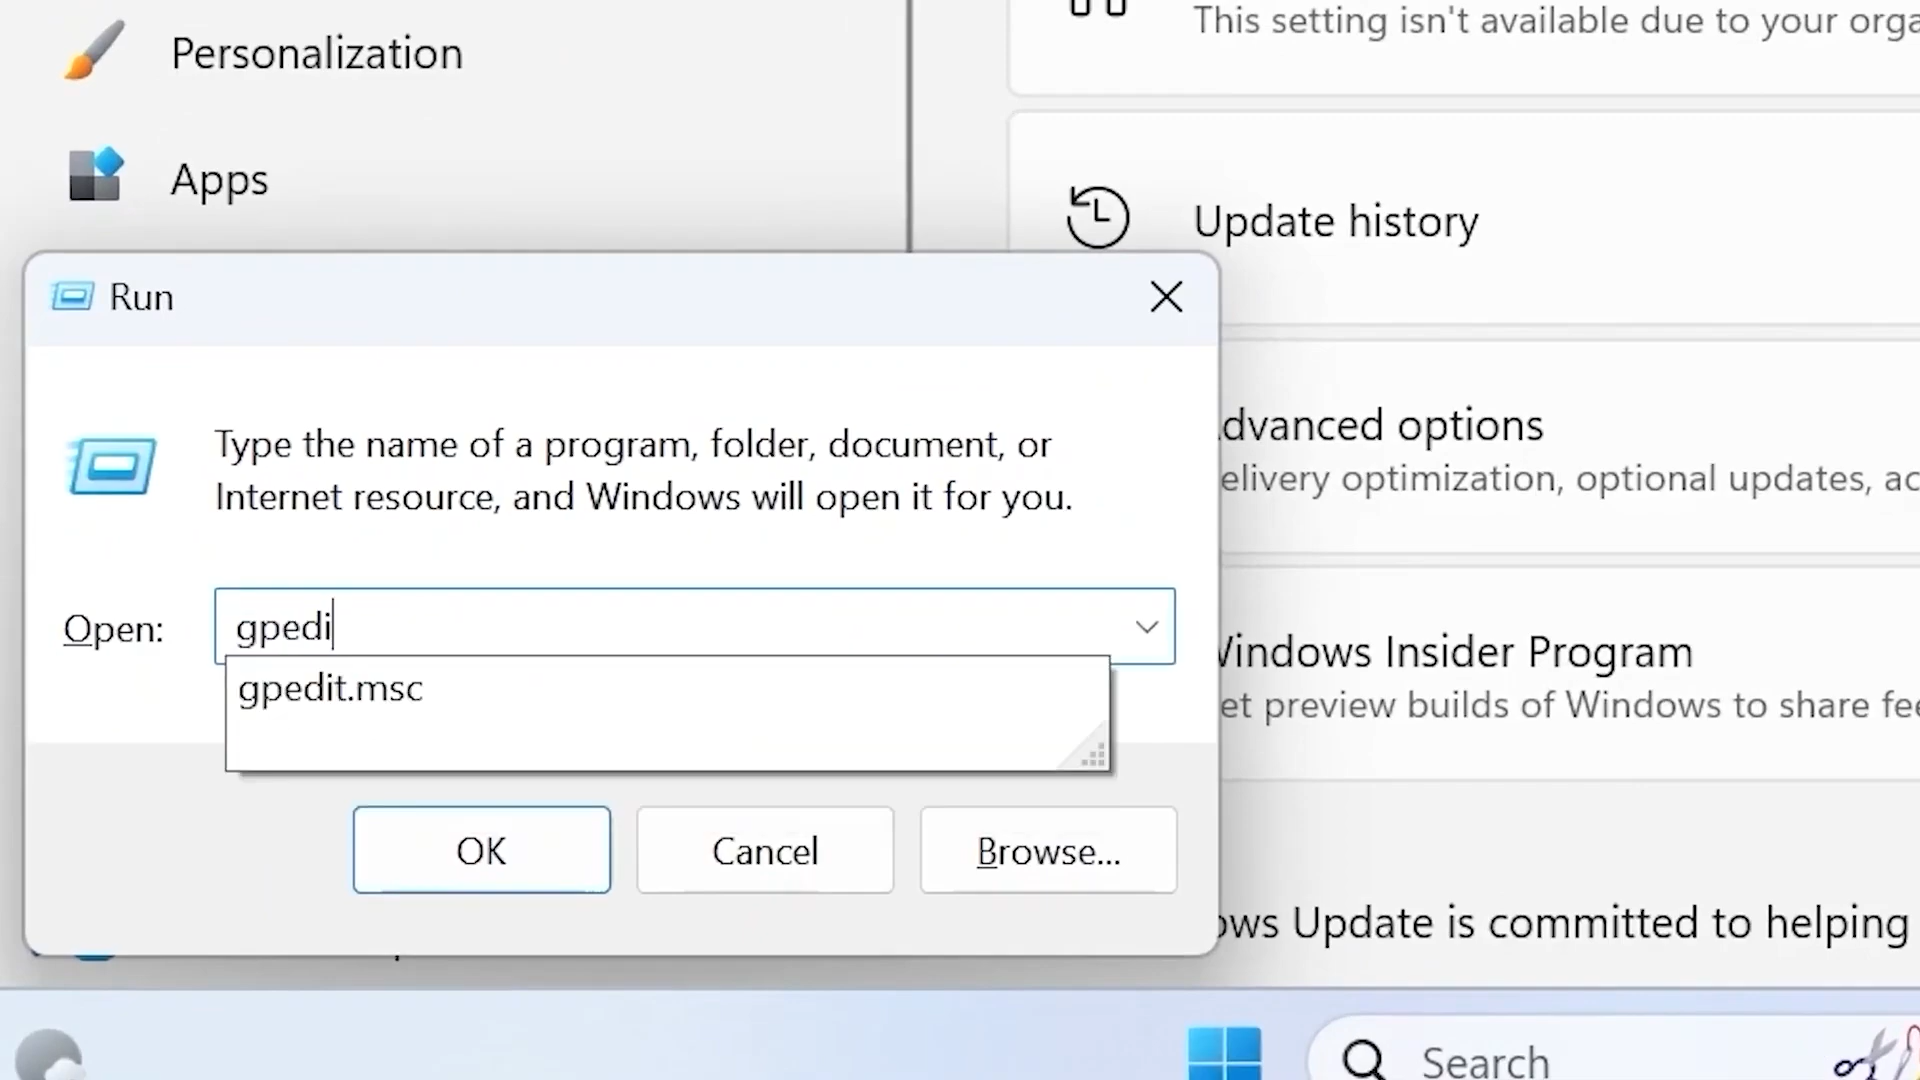 Personalization
Apps
This setting isn't available due to your orga
Update history
Run
Type the name of a program, folder, document, or
Internet resource, and Windows will open it for you.
Open:
gpedi
gpedit.msc
OK
Cancel
Browse...
dvanced options
elivery optimization, optional updates, ac
Windows Insider Program
et preview builds of Windows to share fee
ows Update is committed to helping
Search